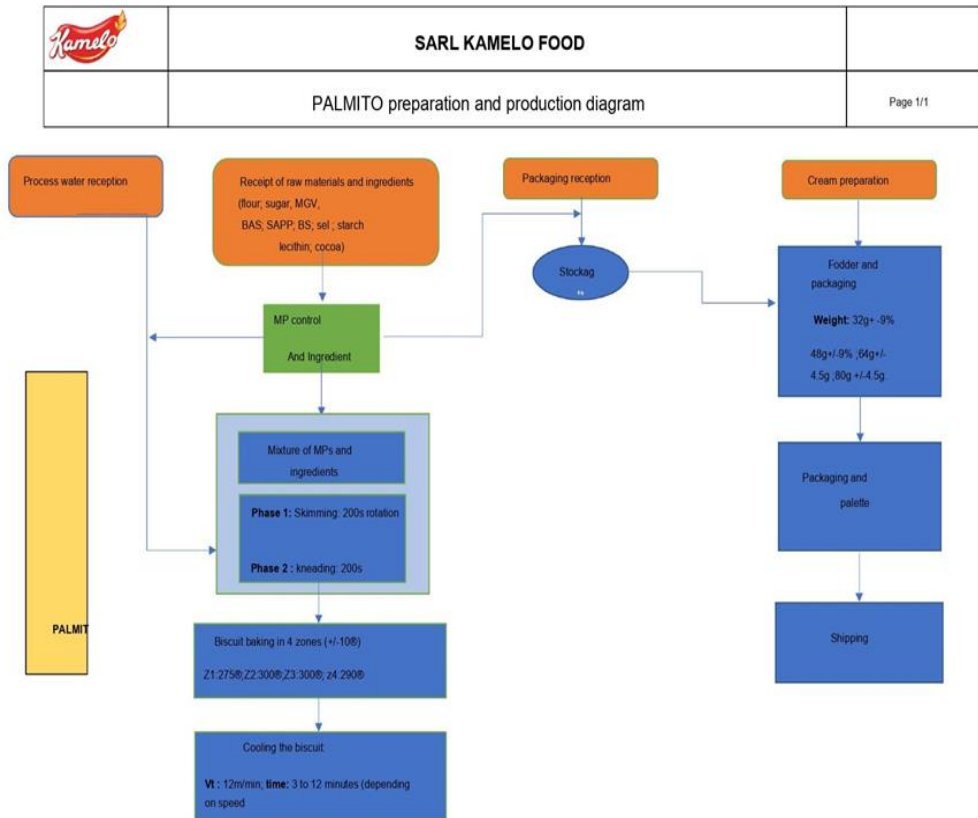 Kamelo
SARL KAMELO FOOD
PALMITO preparation and production diagram
Page 1/1
Process water reception
Receipt of raw materials and ingredients
(flour; sugar, MGV,
BAS; SAPP; BS; sel ; starch
lecithin; cocoa)
Packaging reception
Cream preparation
Stockag
Fodder and
packaging
Weight: 32g+ -9%
48g+/-9% ,64g+/-
4.5g ,80g +/-4.5g
MP control
And Ingredient
Mixture of MPs and
ingredients
Phase 1: Skimming: 200s rotation
Phase 2 : kneading: 200s
Packaging and
palette
PALMIT
Biscuit baking in 4 zones (+/-10®)
Z1:275®;Z2:300®;Z3:300®; z4:290®
Shipping
Cooling the biscuit
Vt : 12m/min; time: 3 to 12 minutes (depending
on speed